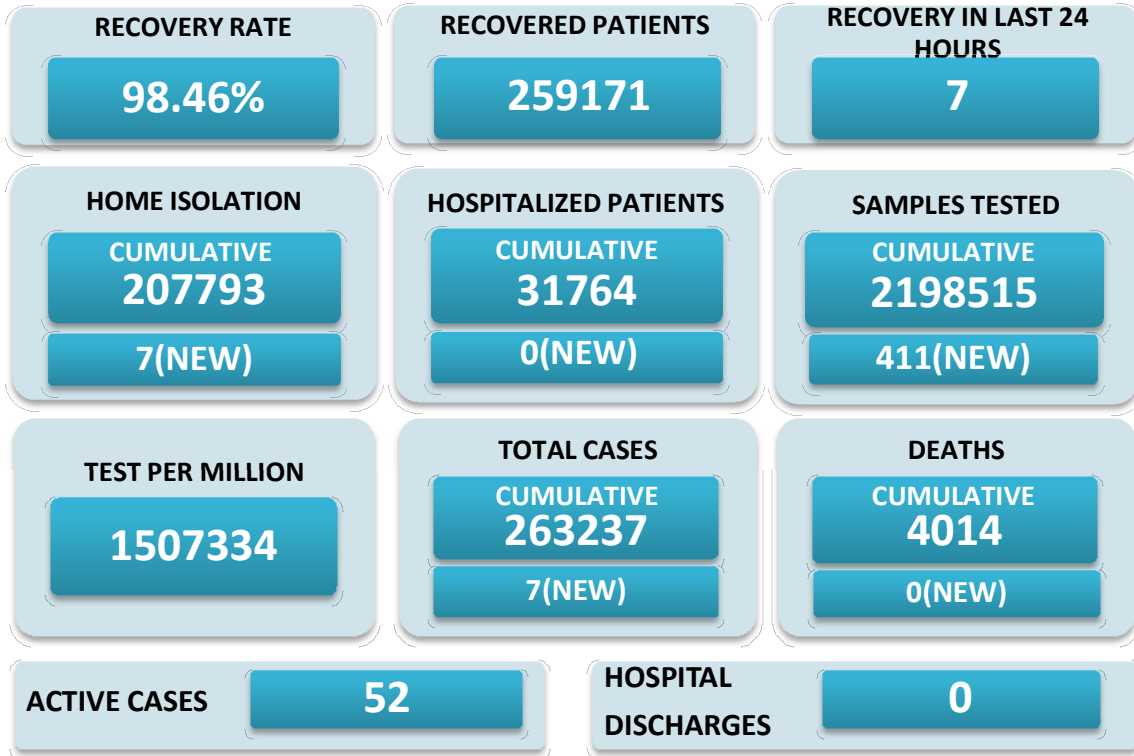 RECOVERY RATE
98.46%
RECOVERED PATIENTS
259171
RECOVERY IN LAST 24
HOURS
7
HOME ISOLATION
CUMULATIVE
207793
7(NEW)
HOSPITALIZED PATIENTS
CUMULATIVE
31764
0(NEW)
SAMPLES TESTED
CUMULATIVE
2198515
411(NEW)
TEST PER MILLION
1507334
TOTAL CASES
CUMULATIVE
263237
7(NEW)
DEATHS
CUMULATIVE
4014
0(NEW)
ACTIVE CASES
52
HOSPITAL
DISCHARGES
0